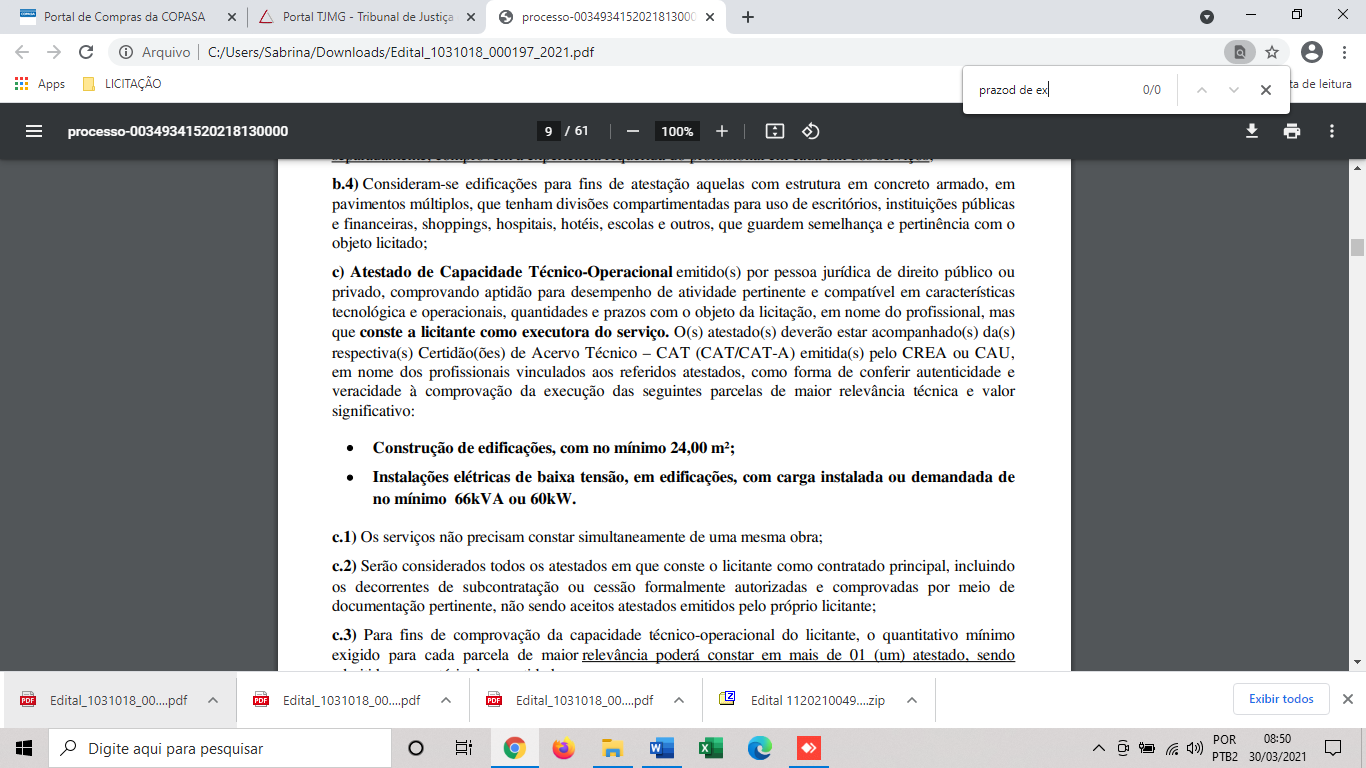 Portal de Compras da COPASA
Portal TJMG - Tribunal de Justiça
processo-0034934152021813000
Arquivo
C:/Users/Sabrina/Downloads/Edital_1031018_000197_2021.pdf
Apps
LICITAÇÃO
prazod de ex
0/0
ta de leitura
processo-00349341520218130000
9 / 61
100%
b.4) Consideram-se edificações para fins de atestação aquelas com estrutura em concreto armado, em
pavimentos múltiplos, que tenham divisões compartimentadas para uso de escritórios, instituições públicas
e financeiras, shoppings, hospitais, hotéis, escolas e outros, que guardem semelhança e pertinência com o
objeto licitado;
c) Atestado de Capacidade Técnico-Operacional emitido(s) por pessoa jurídica de direito público ou
privado, comprovando aptidão para desempenho de atividade pertinente e compatível em características
tecnológica e operacionais, quantidades e prazos com o objeto da licitação, em nome do profissional, mas
que conste a licitante como executora do serviço. O(s) atestado(s) deverão estar acompanhado(s) da(s)
respectiva(s) Certidão(ões) de Acervo Técnico – CAT (CAT/CAT-A) emitida(s) pelo CREA ou CAU,
em nome dos profissionais vinculados aos referidos atestados, como forma de conferir autenticidade e
veracidade à comprovação da execução das seguintes parcelas de maior relevância técnica e valor
significativo:
• Construção de edificações, com no mínimo 24,00 m²;
• Instalações elétricas de baixa tensão, em edificações, com carga instalada ou demandada de
no mínimo 66kVA ou 60kW.
c.1) Os serviços não precisam constar simultaneamente de uma mesma obra;
c.2) Serão considerados todos os atestados em que conste o licitante como contratado principal, incluindo
os decorrentes de subcontratação ou cessão formalmente autorizadas e comprovadas por meio de
documentação pertinente, não sendo aceitos atestados emitidos pelo próprio licitante;
c.3) Para fins de comprovação da capacidade técnico-operacional do licitante, o quantitativo mínimo
exigido para cada parcela de maior relevância poderá constar em mais de 01 (um) atestado, sendo
Edital_1031018_00....pdf
Edital_1031018_00....pdf
Edital_1031018_00....pdf
Edital 1120210049....zip
Exibir todos
Digite aqui para pesquisar
POR
PTB2
08:50
30/03/2021